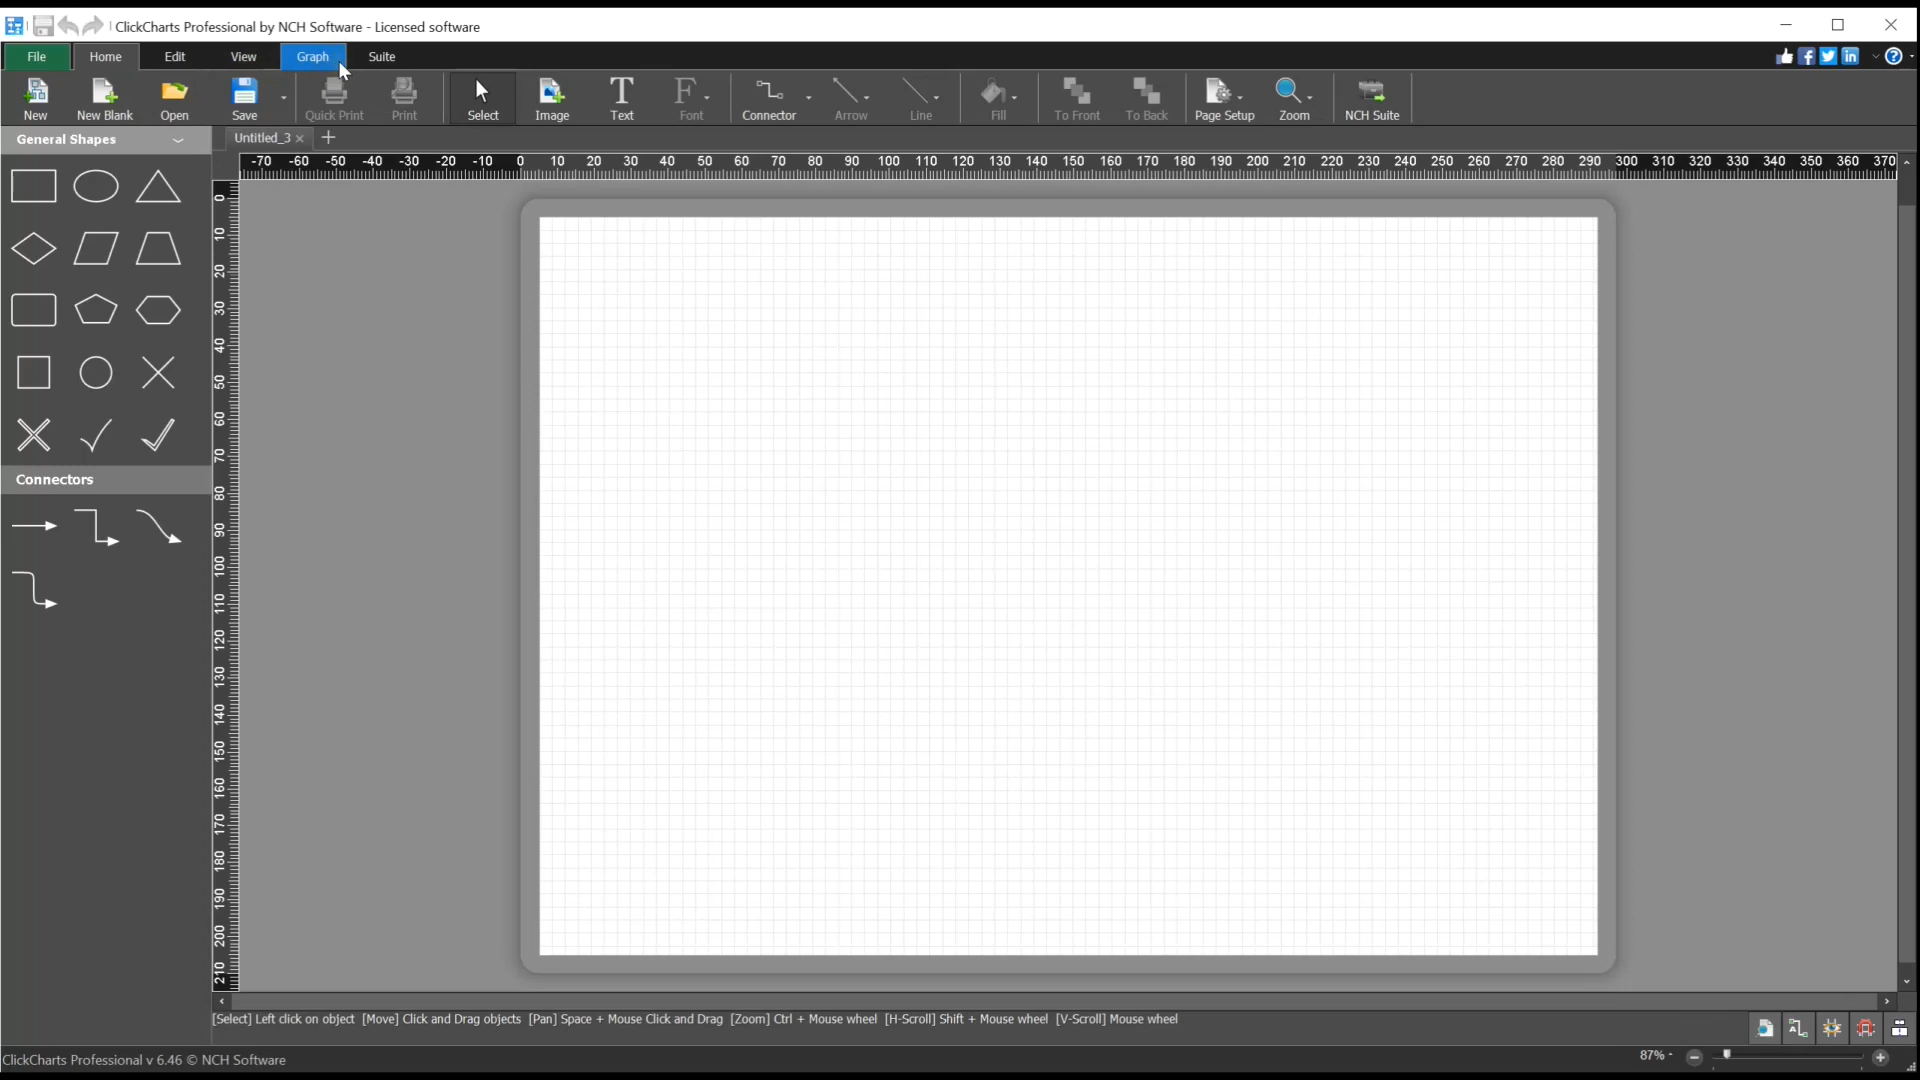 ClickCharts Professional by NCH Software - Licensed software
File Home Edit View Graph Suite
New New Blank Open Save Quick Print Print Select Image Text Font Connector Arrow Line Fill To Front To Back Page Setup Zoom NCH Suite
General Shapes
Untitled_3
-70 -60 -50 -40 -30 -20 -10 0 10 20 30 40 50 60 70 80 90 100 110 120 130 140 150 160 170 180 190 200 210 220 230 240 250 260 270 280 290 300 310 320 330 340 350 360 370
0
10
20
30
40
50
60
70
80
90
100
110
120
130
140
150
160
170
180
190
200
210
Connectors
[Select] Left click on object [Move] Click and Drag objects [Pan] Space + Mouse Click and Drag [Zoom] Ctrl + Mouse wheel [H-Scroll] Shift + Mouse wheel [V-Scroll] Mouse wheel
ClickCharts Professional v 6.46 © NCH Software
87%